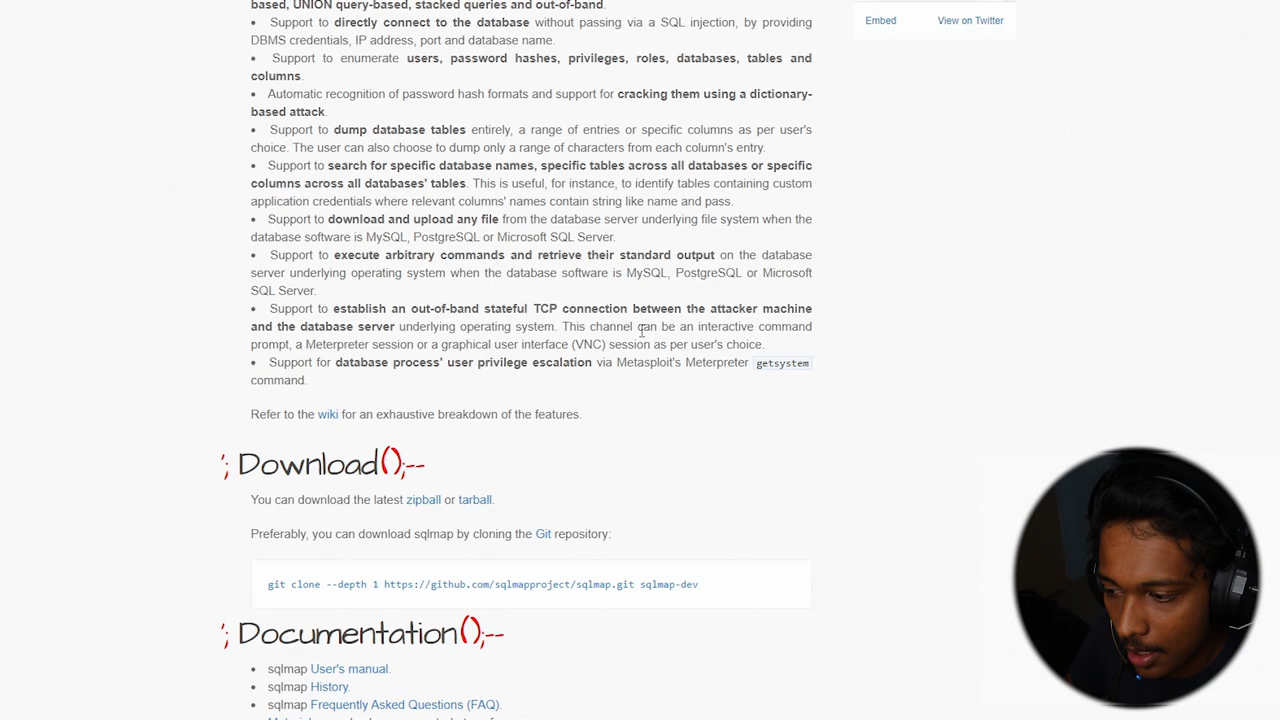 based, UNION query-based, stacked queries and out-of-band.
Embed
View on Twitter
• Support to directly connect to the database without passing via a SQL injection, by providing
DBMS credentials, IP address, port and database name.
• Support to enumerate users, password hashes, privileges, roles, databases, tables and
columns.
• Automatic recognition of password hash formats and support for cracking them using a dictionary-
based attack.
• Support to dump database tables entirely, a range of entries or specific columns as per user's
choice. The user can also choose to dump only a range of characters from each column's entry.
• Support to search for specific database names, specific tables across all databases or specific
columns across all databases' tables. This is useful, for instance, to identify tables containing custom
application credentials where relevant columns' names contain string like name and pass.
• Support to download and upload any file from the database server underlying file system when the
database software is MySQL, PostgreSQL or Microsoft SQL Server.
• Support to execute arbitrary commands and retrieve their standard output on the database
server underlying operating system when the database software is MySQL, PostgreSQL or Microsoft
SQL Server.
• Support to establish an out-of-band stateful TCP connection between the attacker machine
and the database server underlying operating system. This channel can be an interactive command
prompt, a Meterpreter session or a graphical user interface (VNC) session as per user's choice.
• Support for database process' user privilege escalation via Metasploit's Meterpreter getsystem
command.
Refer to the wiki for an exhaustive breakdown of the features.
'; Download();--
You can download the latest zipball or tarball.
Preferably, you can download sqlmap by cloning the Git repository:
git clone --depth 1 https://github.com/sqlmapproject/sqlmap.git sqlmap-dev
'; Documentation();--
• sqlmap User's manual.
• sqlmap History.
• sqlmap Frequently Asked Questions (FAQ).